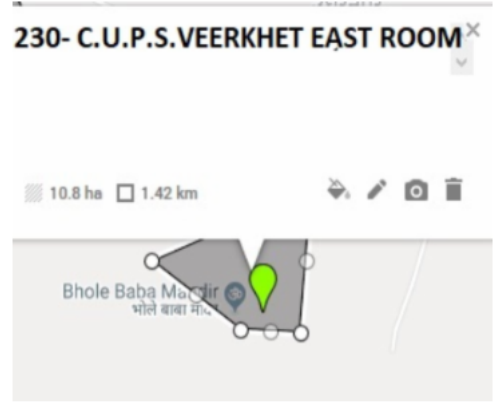 230- C.U.P.S.VEERKHET EAST ROOM
10.8 ha 1.42 km
Bhole Baba Mandir
भोले बाबा